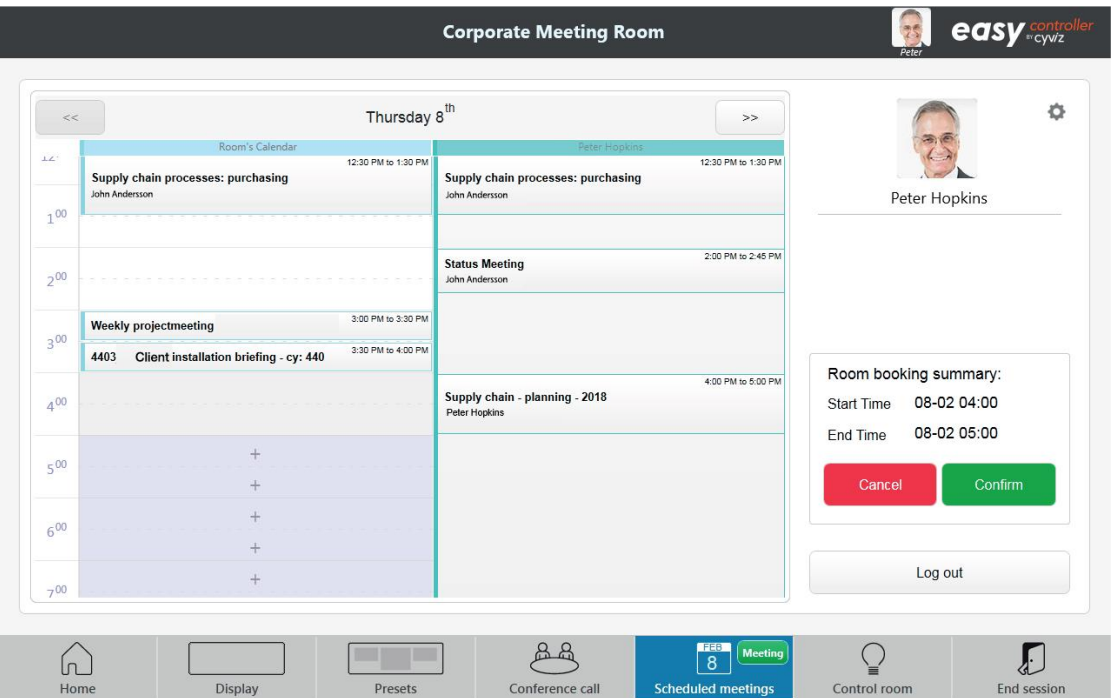 Corporate Meeting Room
Peter
easy controller
BY cyviz
<<
Thursday 8th
>>
Room's Calendar
Peter Hopkins
12:30 PM to 1:30 PM
Supply chain processes: purchasing
John Andersson
12:30 PM to 1:30 PM
Supply chain processes: purchasing
John Andersson
1 00
2:00 PM to 2:45 PM
Status Meeting
John Andersson
2 00
Weekly projectmeeting
3:00 PM to 3:30 PM
3 00
4403 Client installation briefing - cy: 440
3:30 PM to 4:00 PM
4:00 PM to 5:00 PM
Supply chain - planning - 2018
Peter Hopkins
4 00
+
5 00
+
+
6 00
+
+
7 00
Peter Hopkins
Room booking summary:
Start Time 08-02 04:00
End Time 08-02 05:00
Cancel
Confirm
Log out
Home
Display
Presets
Conference call
FEB
8
Meeting
Scheduled meetings
Control room
End session